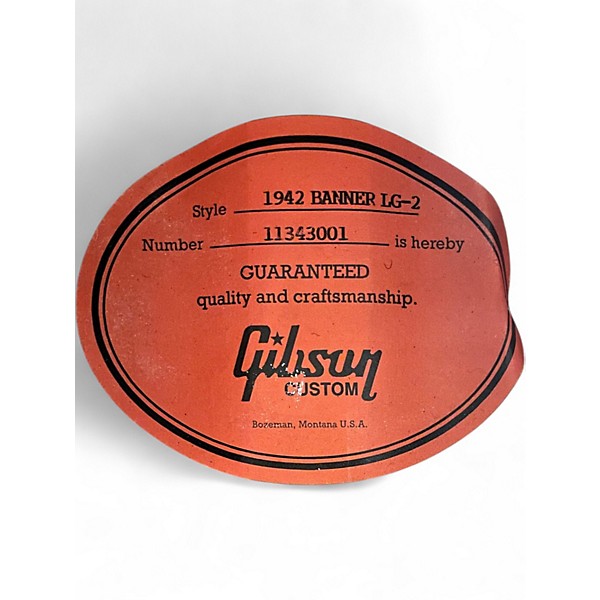 Style 1942 BANNER LG-2
Number 11343001 is hereby
GUARANTEED
quality and craftsmanship.
Gibson
CUSTOM
Bozeman, Montana U.S.A.